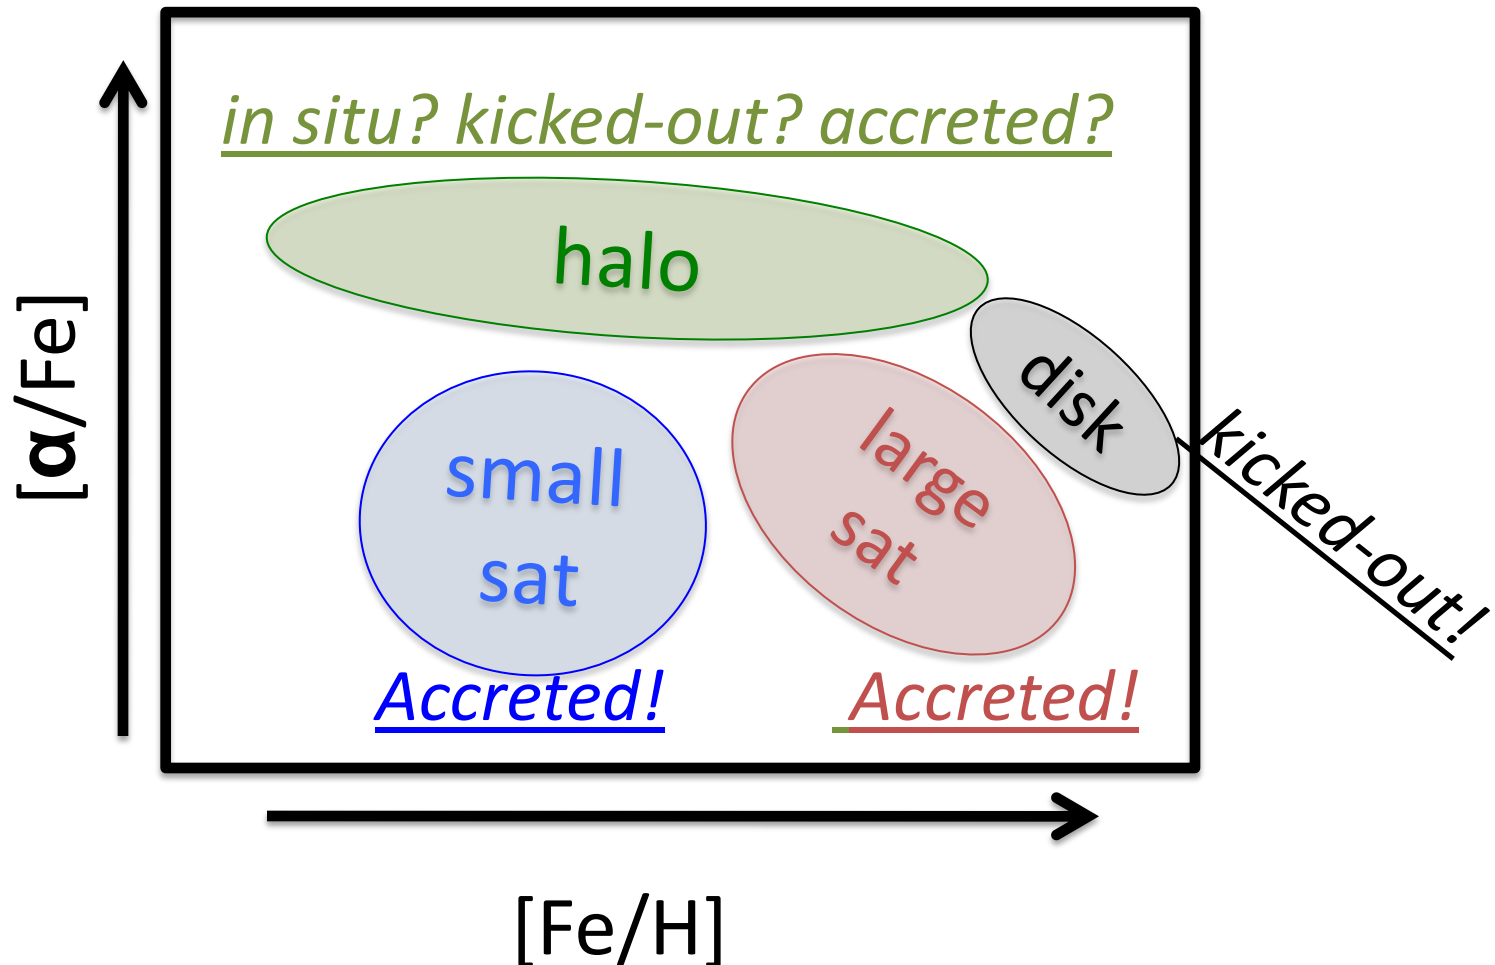 in situ? kicked-out? accreted?
halo
disk
[α/Fe]
small
sat
large
sat
kicked-out!
Accreted!
Accreted!
[Fe/H]